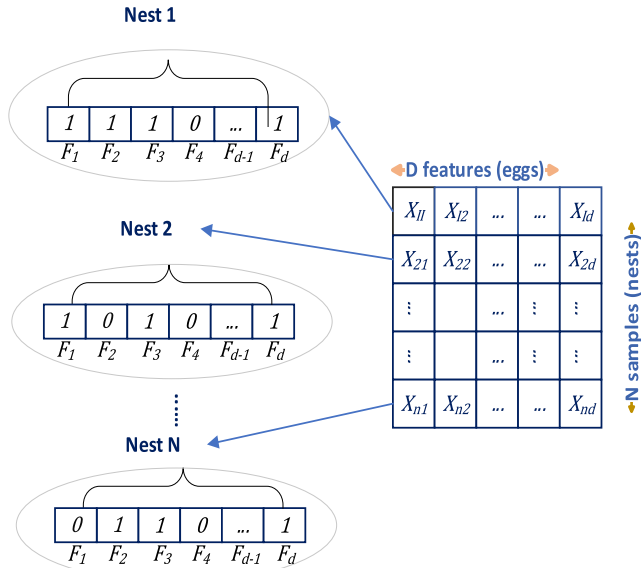 Nest 1
1 1 1 0 ... 1
F1 F2 F3 F4 Fd-1 Fd
D features (eggs)
X11 X12 ... ... X1d
Nest 2
X21 X22 ... ... X2d
1 0 1 0 ... 1
F1 F2 F3 F4 Fd-1 Fd
⋮ ... ⋮ ⋮
⋮ ... ⋮ ⋮
N samples (nests)
Xn1 Xn2 ... ... Xnd
......
Nest N
0 1 1 0 ... 1
F1 F2 F3 F4 Fd-1 Fd